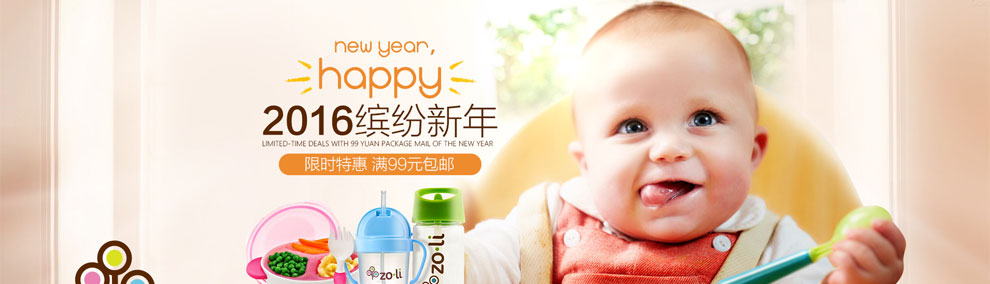 new year,
happy
2016缤纷新年
LIMITED-TIME DEALS WITH 99 YUAN PACKAGE MAIL OF THE NEW YEAR
限时特惠 满99元包邮
zo·li
zo·li